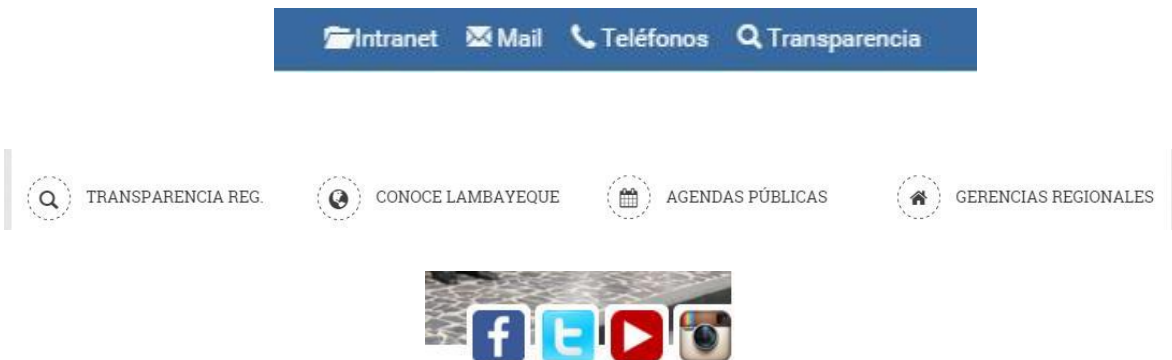 Intranet Mail Teléfonos Transparencia
TRANSPARENCIA REG. CONOCE LAMBAYEQUE AGENDAS PÚBLICAS GERENCIAS REGIONALES